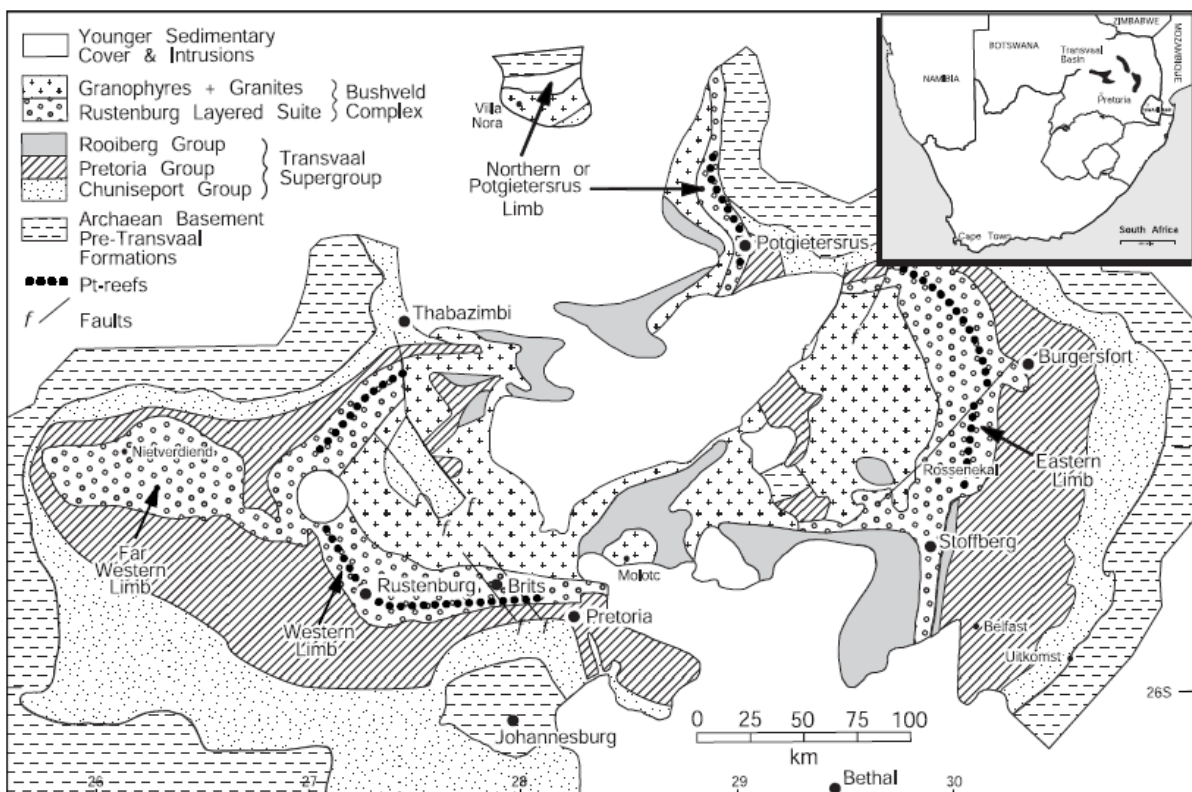 Younger Sedimentary
Cover & Intrusions
Granophyres + Granites
Rustenburg Layered Suite
Bushveld
Complex
Rooiberg Group
Pretoria Group
Chuniseport Group
Transvaal
Supergroup
Archaean Basement
Pre-Transvaal
Formations
Pt-reefs
f
Faults
Villa
Nora
Northern or
Potgietersrus
Limb
ZIMBABWE
BOTSWANA
MOZAMBIQUE
Transvaal
Basin
NAMIBIA
Pretoria
Cape Town
South Africa
Potgietersrus
Thabazimbi
Burgersfort
Nietverdiend
Rossenekal
Eastern
Limb
Far
Western
Limb
Stoffberg
Molotc
Rustenburg
Brits
Western
Limb
Pretoria
Belfast
Uitkomst
26S
0 25 50 75 100
km
Johannesburg
26 27 28 29 30
Bethal